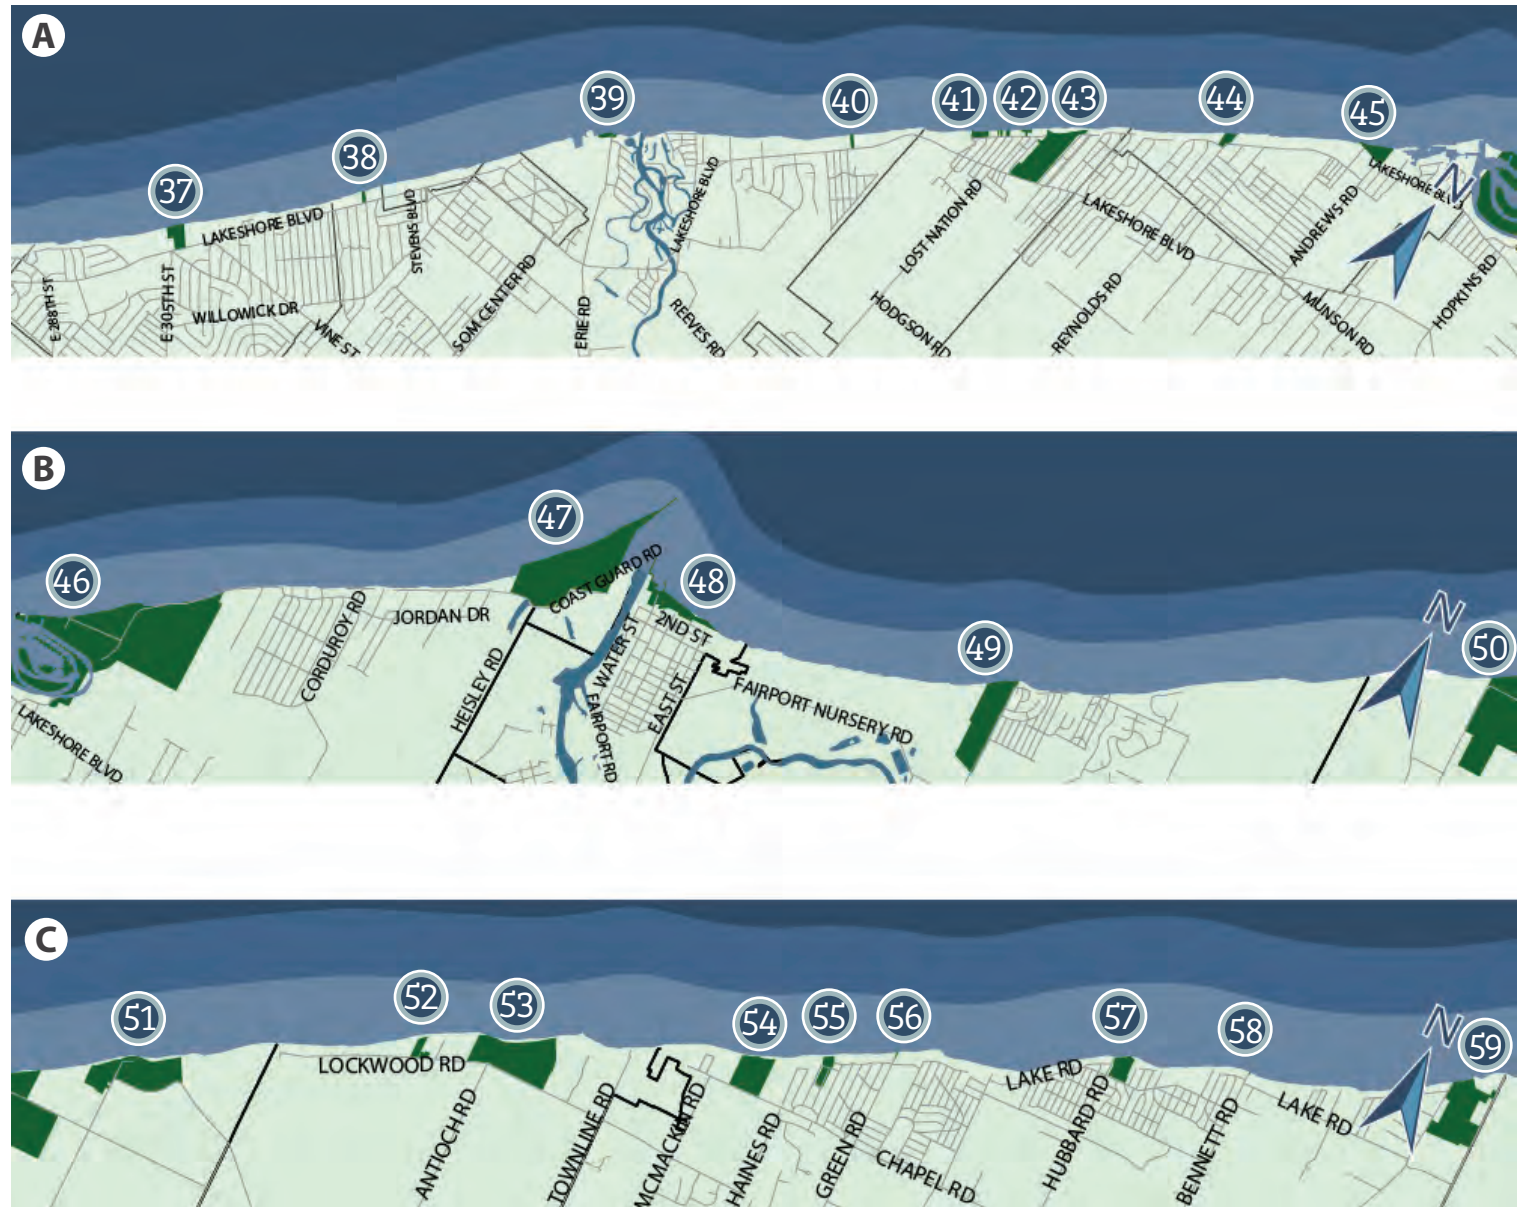 A
37
38
39
40
41
42
43
44
45
N
LAKESHORE BLVD
E 288TH ST
E 305TH ST
WILLOWICK DR
VINE ST
STEVENS BLVD
SOM CENTER RD
ERIE RD
LAKESHORE BLVD
REEVES RD
LOST NATION RD
HODGSON RD
LAKESHORE BLVD
REYNOLDS RD
ANDREWS RD
MUNSON RD
LAKESHORE BLVD
HOPKINS RD
B
46
47
48
49
50
N
LAKESHORE BLVD
CORDUROY RD
JORDAN DR
HEISLEY RD
COAST GUARD RD
WATER ST
FAIRPORT RD
2ND ST
EAST ST
FAIRPORT NURSERY RD
C
51
52
53
54
55
56
57
58
59
N
LOCKWOOD RD
ANTIOCH RD
TOWNLINE RD
MCMACKIN RD
HAINES RD
GREEN RD
CHAPEL RD
LAKE RD
HUBBARD RD
BENNETT RD
LAKE RD